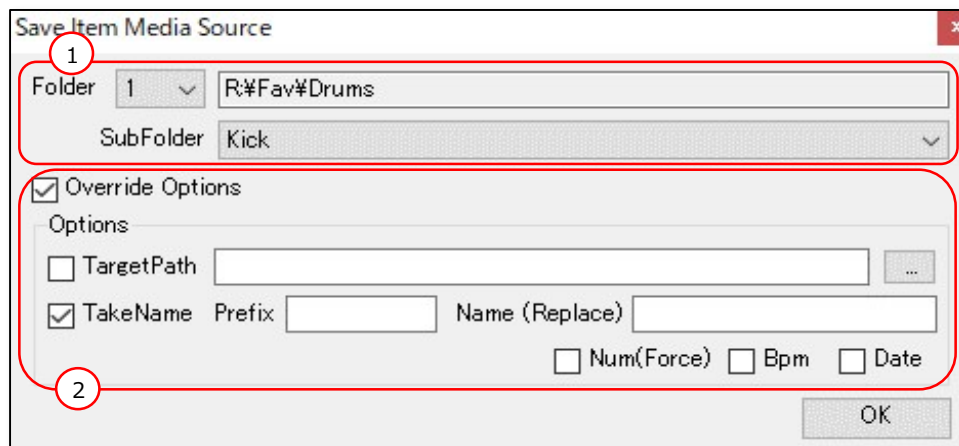 Save Item Media Source x
1
Folder 1 R:¥Fav¥Drums
SubFolder Kick
Override Options
Options
TargetPath ...
TakeName Prefix Name (Replace)
Num(Force) Bpm Date
2
OK